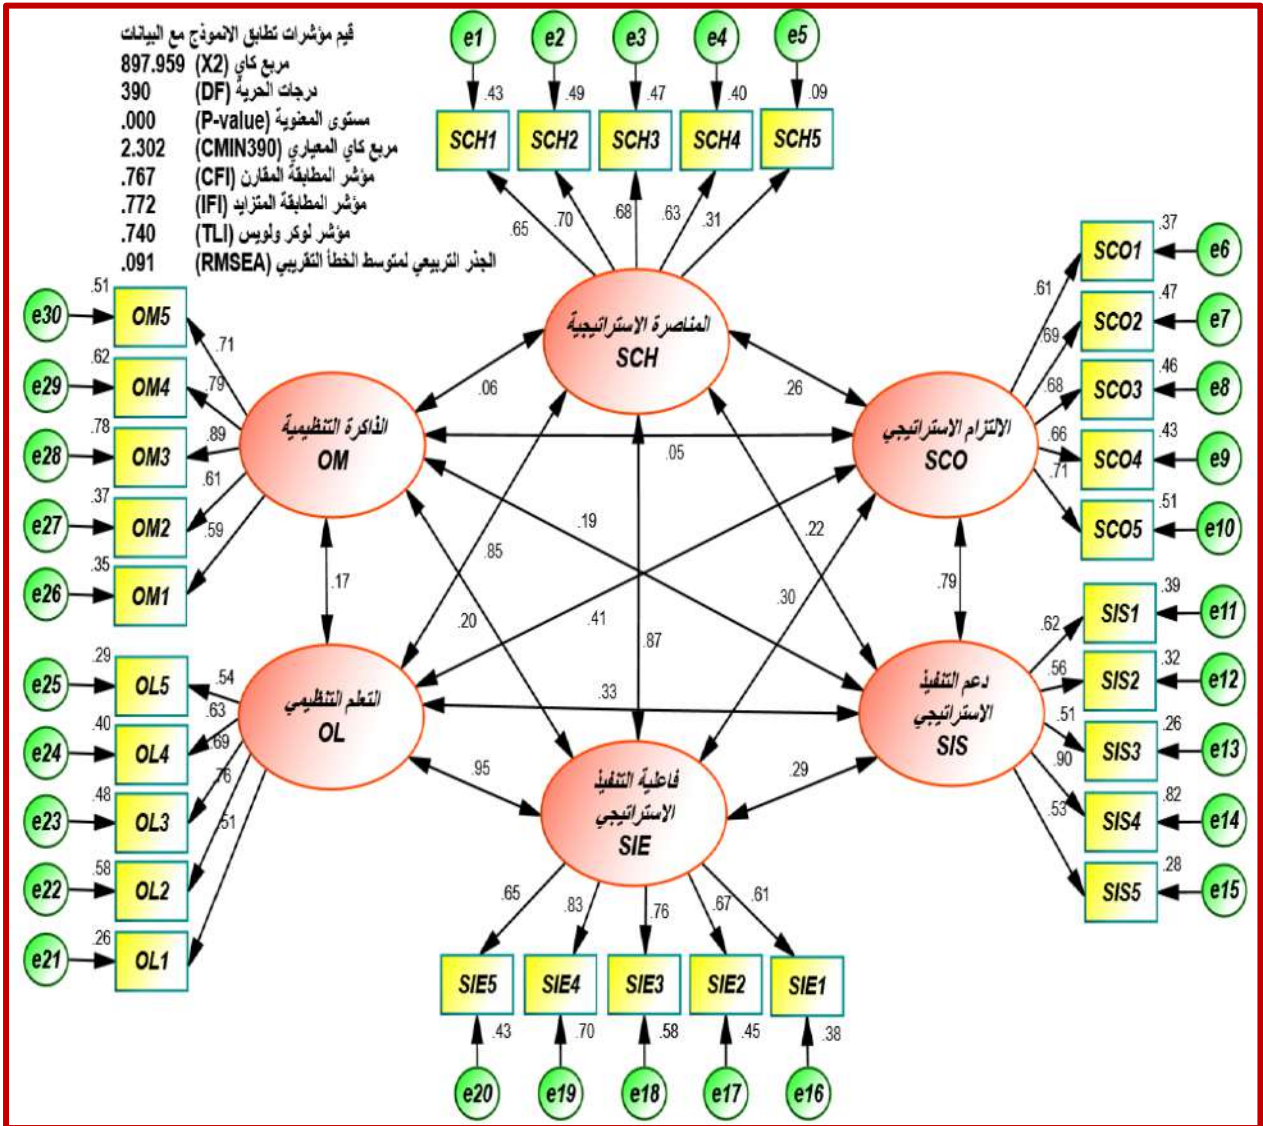 قيم مؤشرات تطابق الانموذج مع البيانات
مربع كاي (X2) 897.959
درجات الحرية (DF) 390
مستوى المعنوية (P-value) .000
مربع كاي المعياري (CMIN390) 2.302
مؤشر المطابقة المقارن (CFI) .767
مؤشر المطابقة المتزايد (IFI) .772
مؤشر لوكر ولويس (TLI) .740
الجذر التربيعي لمتوسط الخطأ التقريبي (RMSEA) .091
e1 e2 e3 e4 e5
.43 .49 .47 .40 .09
SCH1 SCH2 SCH3 SCH4 SCH5
.65 .70 .68 .63 .31
المناصرة الاستراتيجية
SCH
.37
SCO1 e6
.61
.47
SCO2 e7
.69
.46
SCO3 e8
.68
.43
SCO4 e9
.66
.51
SCO5 e10
.71
الالتزام الاستراتيجي
SCO
.51
e30 OM5
.71
.62
e29 OM4
.79
.78
e28 OM3
.89
.37
e27 OM2
.61
.35
e26 OM1
.59
الذاكرة التنظيمية
OM
.06
.26
.05
.19
.22
.85
.17
.79
.20
.41
.30
.87
.33
.95
.29
.39
SIS1 e11
.62
.32
SIS2 e12
.56
.26
SIS3 e13
.51
.82
SIS4 e14
.90
.28
SIS5 e15
.53
دعم التنفيذ
الاستراتيجي
SIS
.29
e25 OL5
.54
.40
e24 OL4
.63
.48
e23 OL3
.69
.58
e22 OL2
.76
.26
e21 OL1
.51
التعلم التنظيمي
OL
فاعلية التنفيذ
الاستراتيجي
SIE
.65 .83 .76 .67 .61
SIE5 SIE4 SIE3 SIE2 SIE1
.43 .70 .58 .45 .38
e20 e19 e18 e17 e16